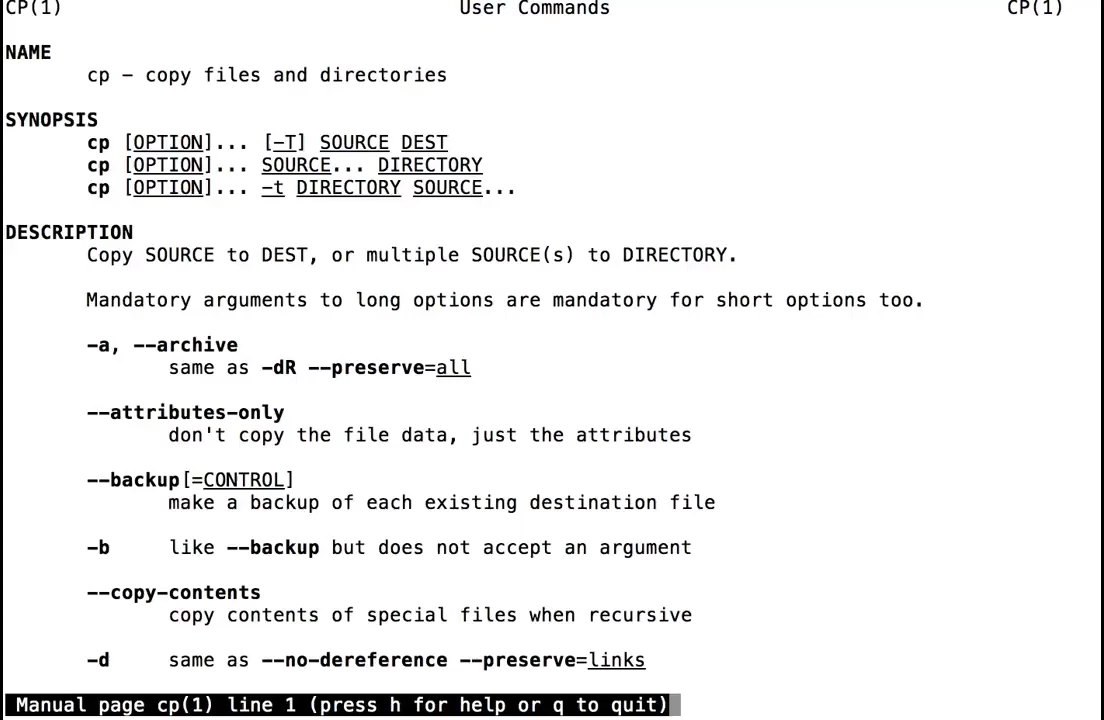 CP(1) User Commands CP(1)
NAME
cp – copy files and directories
SYNOPSIS
cp [OPTION]... [–T] SOURCE DEST
cp [OPTION]... SOURCE... DIRECTORY
cp [OPTION]... –t DIRECTORY SOURCE...
DESCRIPTION
Copy SOURCE to DEST, or multiple SOURCE(s) to DIRECTORY.
Mandatory arguments to long options are mandatory for short options too.
–a, ––archive
same as –dR ––preserve=all
––attributes–only
don't copy the file data, just the attributes
––backup[=CONTROL]
make a backup of each existing destination file
–b like ––backup but does not accept an argument
––copy–contents
copy contents of special files when recursive
–d same as ––no–dereference ––preserve=links
Manual page cp(1) line 1 (press h for help or q to quit)